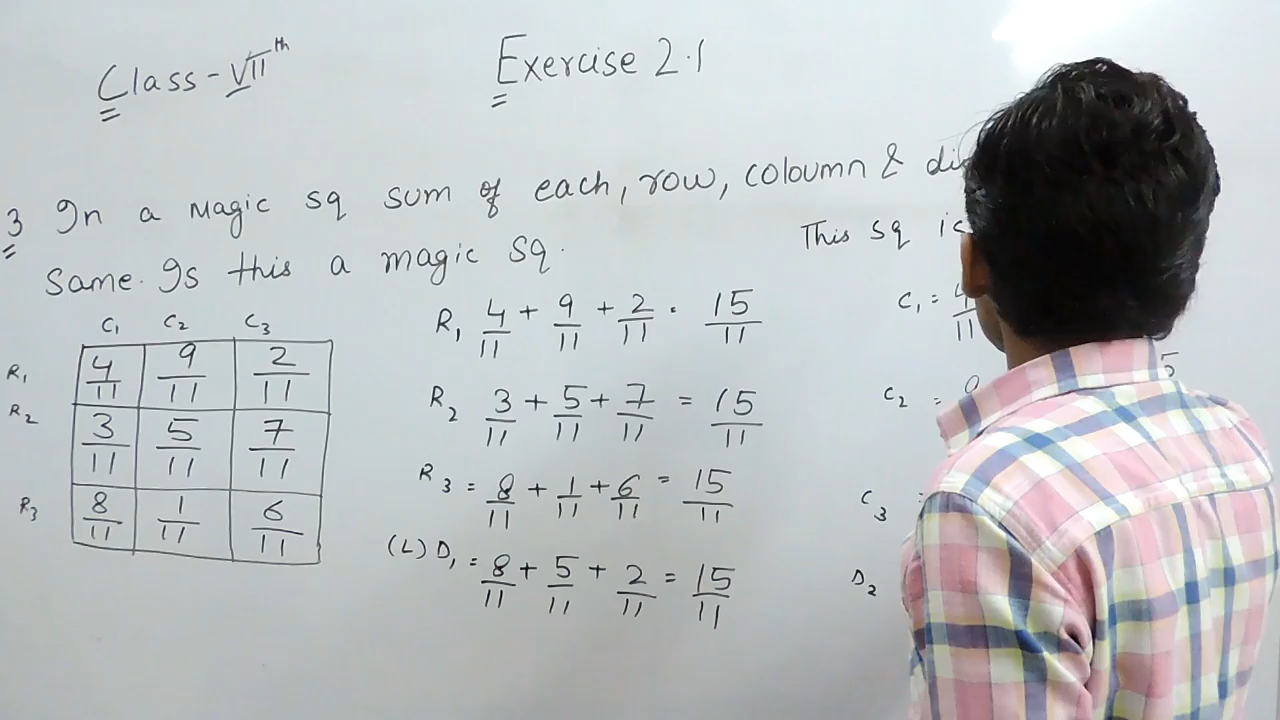 Class - VII th
Exercise 2.1
3 In a magic sq sum of each, row, coloumn &
Same. Is this a magic sq.
This sq
C1 C2 C3
R1 4/11 9/11 2/11
R2 3/11 5/11 7/11
R3 8/11 1/11 6/11
R1 4/11 + 9/11 + 2/11 . 15/11
R2 3/11 + 5/11 + 7/11 = 15/11
R3 = 8/11 + 1/11 + 6/11 = 15/11
(L) D1 = 8/11 + 5/11 + 2/11 = 15/11
C1 =
C2 =
C3
D2